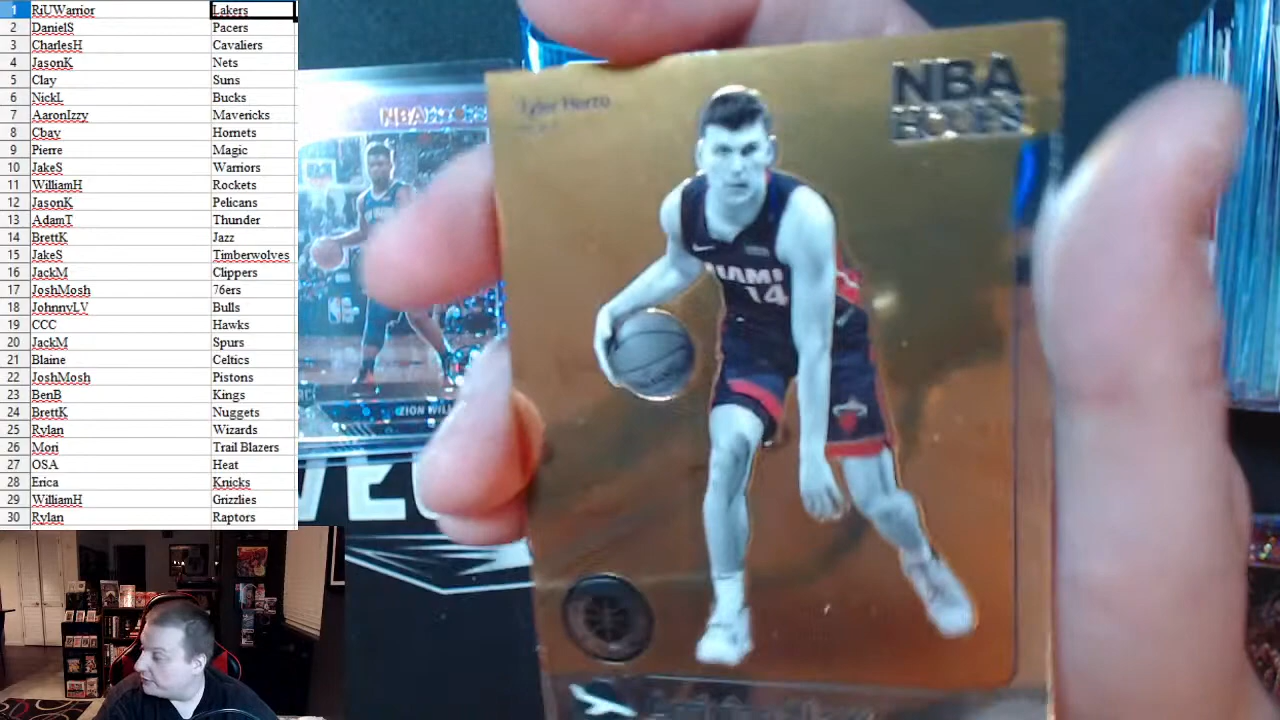 1 RiUWarrior Lakers
2 DanielS Pacers
3 CharlesH Cavaliers
4 JasonK Nets
5 Clay Suns
6 NickL Bucks
7 AaronIzzy Mavericks
8 Cbay Hornets
9 Pierre Magic
10 JakeS Warriors
11 WilliamH Rockets
12 JasonK Pelicans
13 AdamT Thunder
14 BrettK Jazz
15 JakeS Timberwolves
16 JackM Clippers
17 JoshMosh 76ers
18 JohnnyLV Bulls
19 CCC Hawks
20 JackM Spurs
21 Blaine Celtics
22 JoshMosh Pistons
23 BenB Kings
24 BrettK Nuggets
25 Rylan Wizards
26 Mori Trail Blazers
27 OSA Heat
28 Erica Knicks
29 WilliamH Grizzlies
30 Rylan Raptors
NBA HOOPS
ZION WIL
Tyler Herro
NBA
HOOPS
MIAMI
14